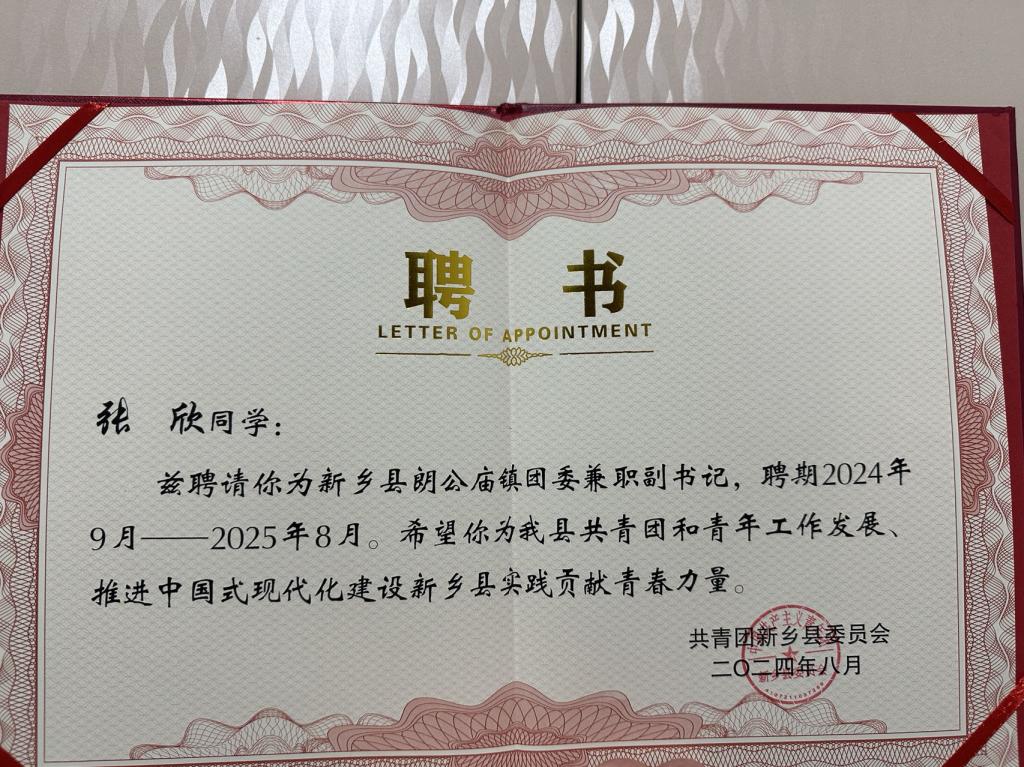 聘 书
LETTER OF APPOINTMENT
张 欣同学：
兹聘请你为新乡县朗公庙镇团委兼职副书记，聘期2024年
9月——2025年8月。希望你为我县共青团和青年工作发展、
推进中国式现代化建设新乡县实践贡献青春力量。
共青团新乡县委员会
二〇二四年八月